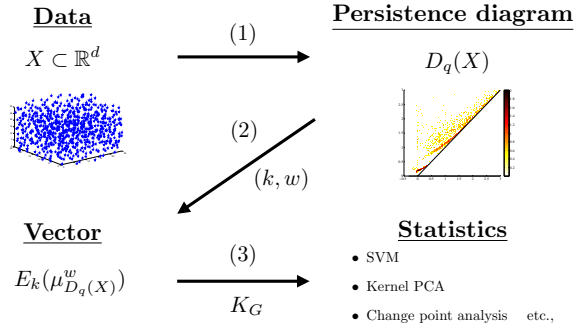 Data
(1)
Persistence diagram
X ⊂ ℝ^d
D_q(X)
(2)
(k, w)
Vector
(3)
Statistics
E_k(μ^w_{D_q(X)})
K_G
• SVM
• Kernel PCA
• Change point analysis etc.,